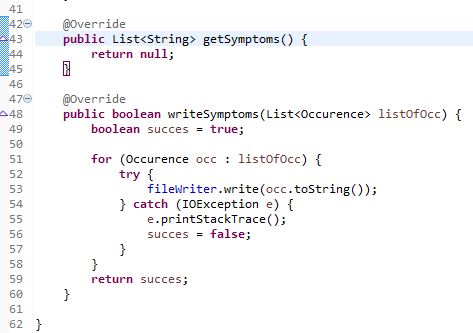 41
42 @Override
43 public List<String> getSymptoms() {
44 return null;
45 }
46
47 @Override
48 public boolean writeSymptoms(List<Occurence> listOfOcc) {
49 boolean succes = true;
50
51 for (Occurence occ : listOfOcc) {
52 try {
53 fileWriter.write(occ.toString());
54 } catch (IOException e) {
55 e.printStackTrace();
56 succes = false;
57 }
58 }
59 return succes;
60 }
61
62 }